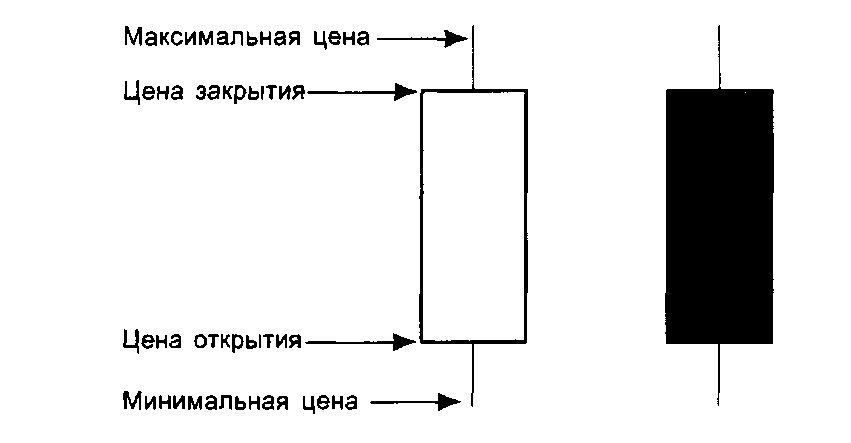 Максимальная цена
Цена закрытия
Цена открытия
Минимальная цена